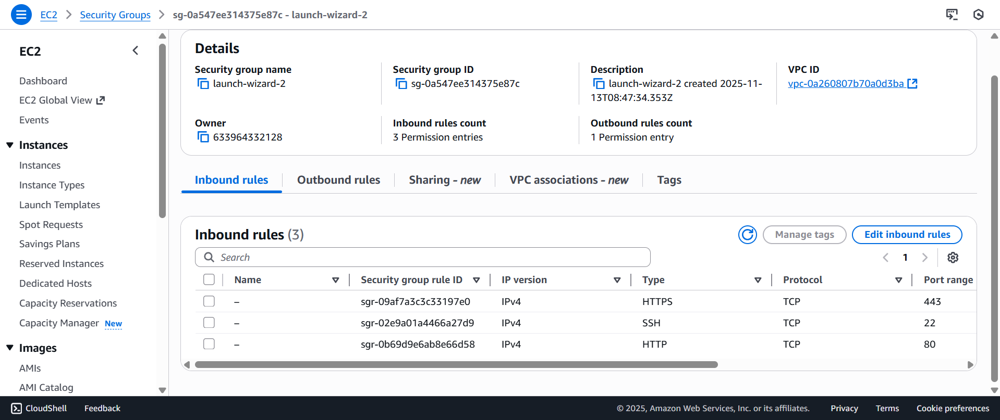 EC2 > Security Groups > sg-0a547ee314375e87c - launch-wizard-2
EC2
Dashboard
EC2 Global View
Events
Instances
Instances
Instance Types
Launch Templates
Spot Requests
Savings Plans
Reserved Instances
Dedicated Hosts
Capacity Reservations
Capacity Manager New
Images
AMIs
AMI Catalog
Details
Security group name
launch-wizard-2
Security group ID
sg-0a547ee314375e87c
Description
launch-wizard-2 created 2025-11-
13T08:47:34.353Z
VPC ID
vpc-0a260807b70a0d3ba
Owner
633964332128
Inbound rules count
3 Permission entries
Outbound rules count
1 Permission entry
Inbound rules Outbound rules Sharing - new VPC associations - new Tags
Inbound rules (3)
Manage tags Edit inbound rules
Search
1
Name Security group rule ID IP version Type Protocol Port range
– sgr-09af7a3c3c33197e0 IPv4 HTTPS TCP 443
– sgr-02e9a01a4466a27d9 IPv4 SSH TCP 22
– sgr-0b69d9e6ab8e66d58 IPv4 HTTP TCP 80
CloudShell Feedback © 2025, Amazon Web Services, Inc. or its affiliates. Privacy Terms Cookie preferences